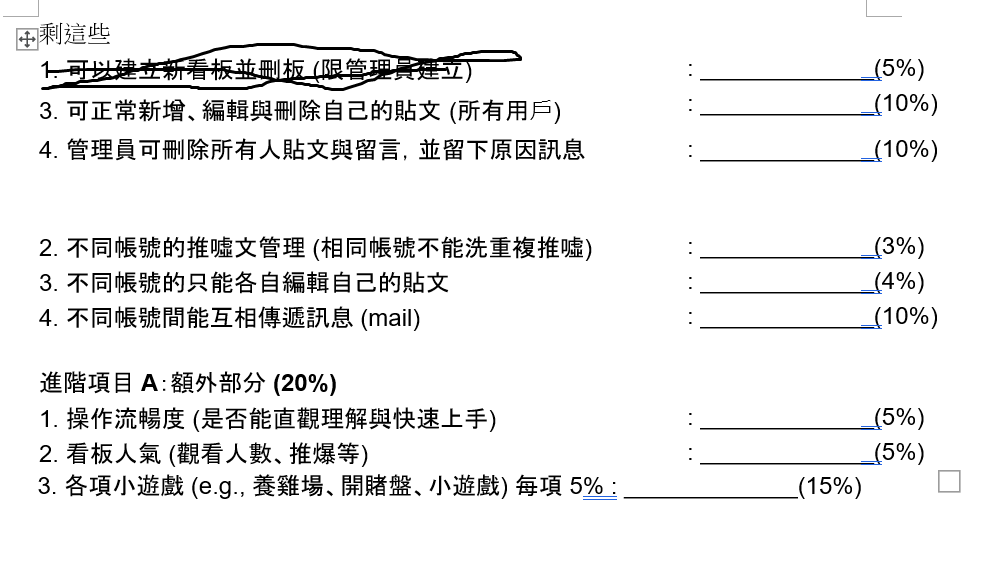 剩這些
1. 可以建立新看板並刪板 (限管理員建立) : ______________(5%)
3. 可正常新增、編輯與刪除自己的貼文 (所有用戶) : ______________(10%)
4. 管理員可刪除所有人貼文與留言, 並留下原因訊息 : ______________(10%)
2. 不同帳號的推噓文管理 (相同帳號不能洗重複推噓) : ______________(3%)
3. 不同帳號的只能各自編輯自己的貼文 : ______________(4%)
4. 不同帳號間能互相傳遞訊息 (mail) : ______________(10%)
進階項目 A：額外部分 (20%)
1. 操作流暢度 (是否能直觀理解與快速上手) : ______________(5%)
2. 看板人氣 (觀看人數、推爆等) : ______________(5%)
3. 各項小遊戲 (e.g., 養雞場、開賭盤、小遊戲) 每項 5% : ______________(15%)